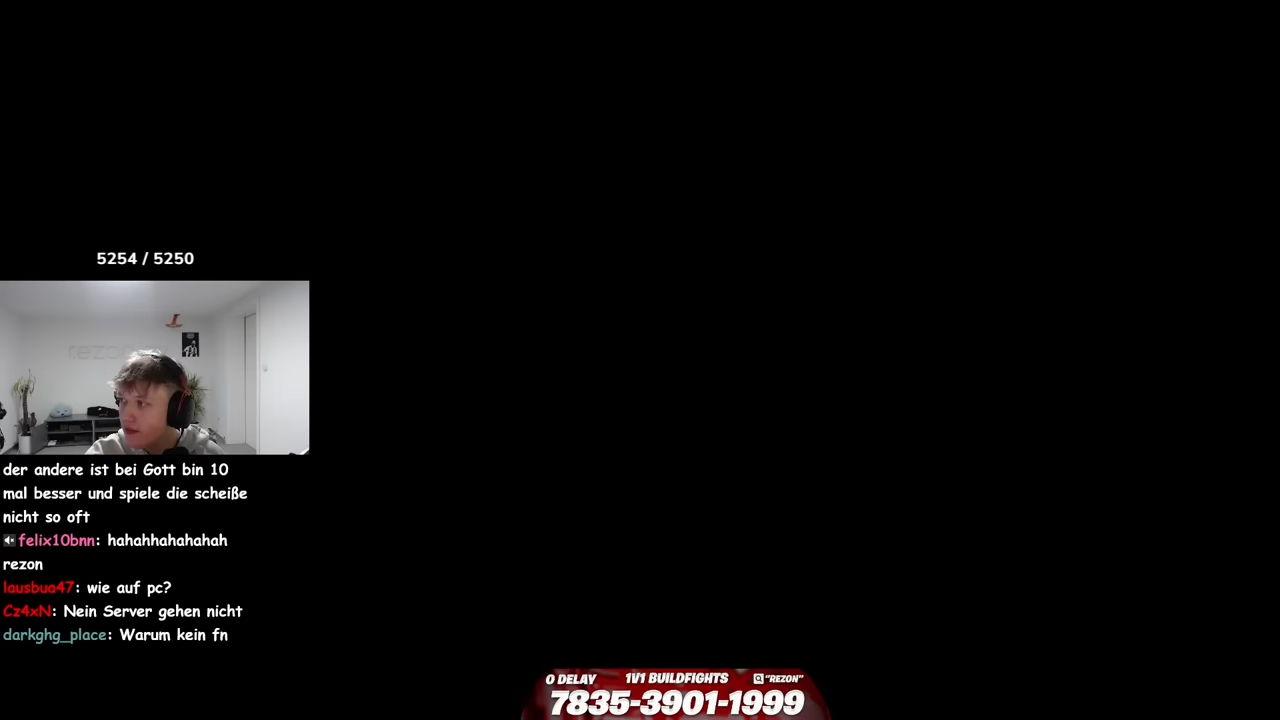 5254 / 5250
rezo
der andere ist bei Gott bin 10
mal besser und spiele die scheiße
nicht so oft
felix10bnn: hahahhahahahah
rezon
lausbua47: wie auf pc?
Cz4xN: Nein Server gehen nicht
darkghg_place: Warum kein fn
0 DELAY 1V1 BUILDFIGHTS "REZON"
7835-3901-1999